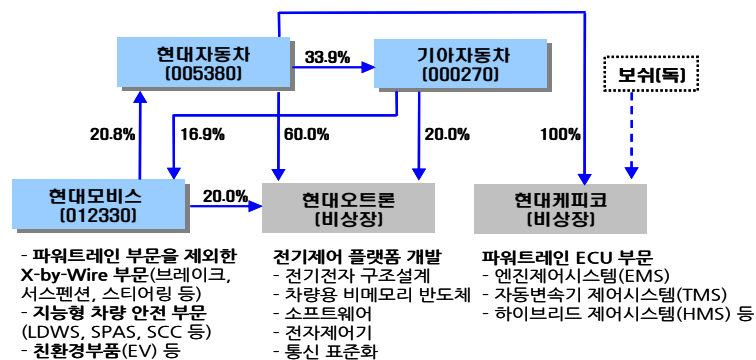 현대자동차
(005380)
33.9%
기아자동차
(000270)
보쉬(독)
20.8%
16.9%
60.0%
20.0%
100%
현대모비스
(012330)
20.0%
현대오트론
(비상장)
현대케피코
(비상장)
- 파워트레인 부문을 제외한
X-by-Wire 부문(브레이크,
서스펜션, 스티어링 등)
- 지능형 차량 안전 부문
(LDWS, SPAS, SCC 등)
- 친환경부품(EV) 등
전기제어 플랫폼 개발
- 전기전자 구조설계
- 차량용 비메모리 반도체
- 소프트웨어
- 전자제어기
- 통신 표준화
파워트레인 ECU 부문
- 엔진제어시스템(EMS)
- 자동변속기 제어시스템(TMS)
- 하이브리드 제어시스템(HMS) 등